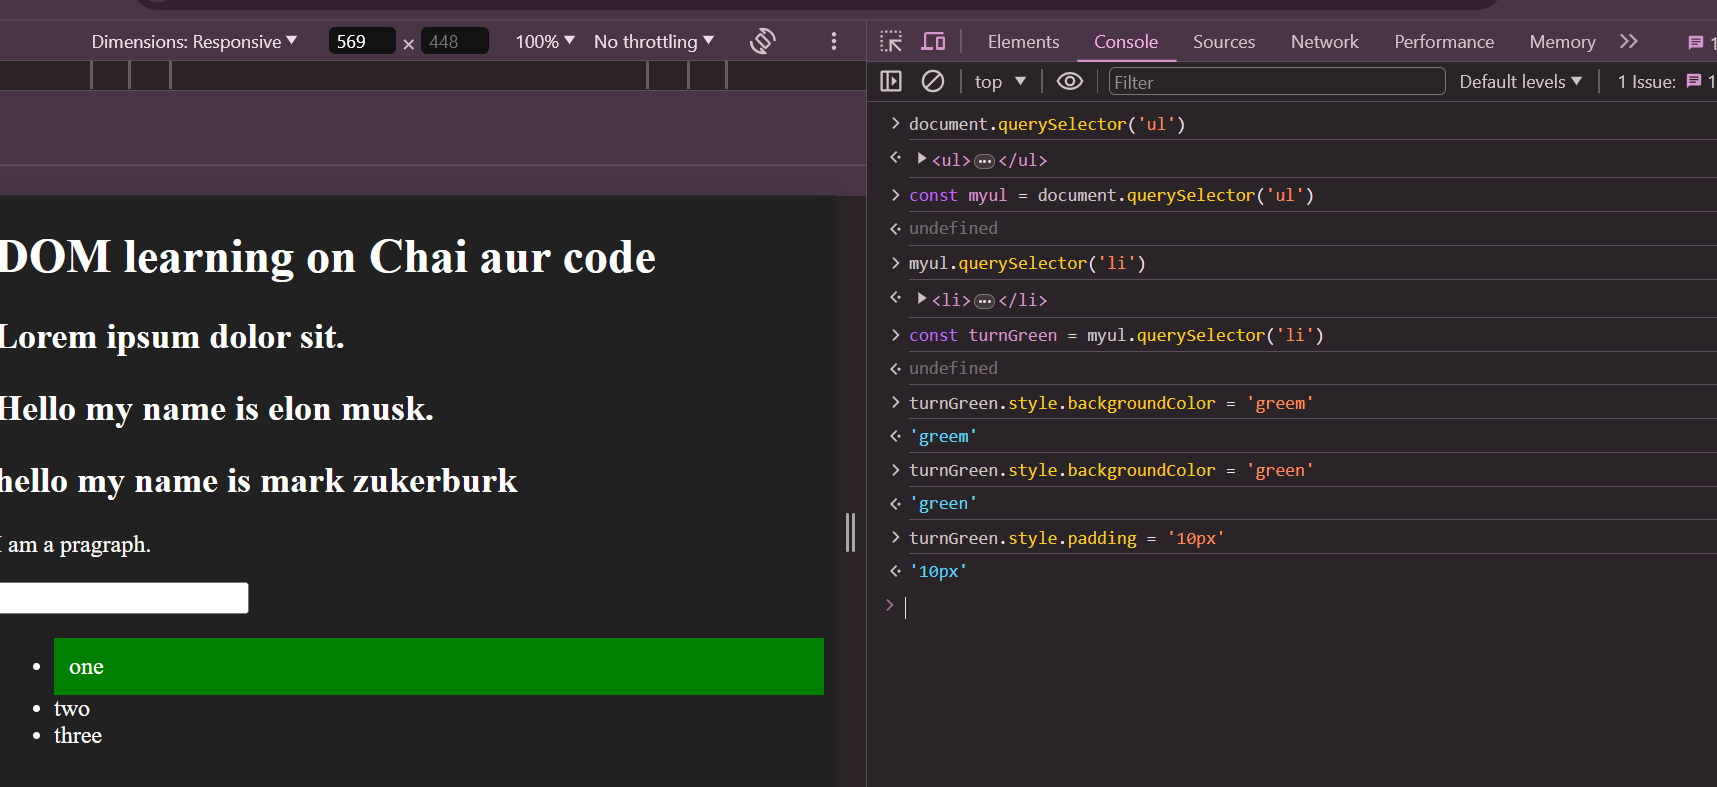 Dimensions: Responsive ▼ 569 × 448 100% ▼ No throttling ▼
Elements Console Sources Network Performance Memory 1
top ▼ Filter Default levels ▼ 1 Issue: 1
DOM learning on Chai aur code
Lorem ipsum dolor sit.
Hello my name is elon musk.
hello my name is mark zukerburk
I am a pragraph.
• one
• two
• three
> document.querySelector('ul')
<ul>…</ul>
> const myul = document.querySelector('ul')
undefined
> myul.querySelector('li')
<li>…</li>
> const turnGreen = myul.querySelector('li')
undefined
> turnGreen.style.backgroundColor = 'greem'
'greem'
> turnGreen.style.backgroundColor = 'green'
'green'
> turnGreen.style.padding = '10px'
'10px'
>